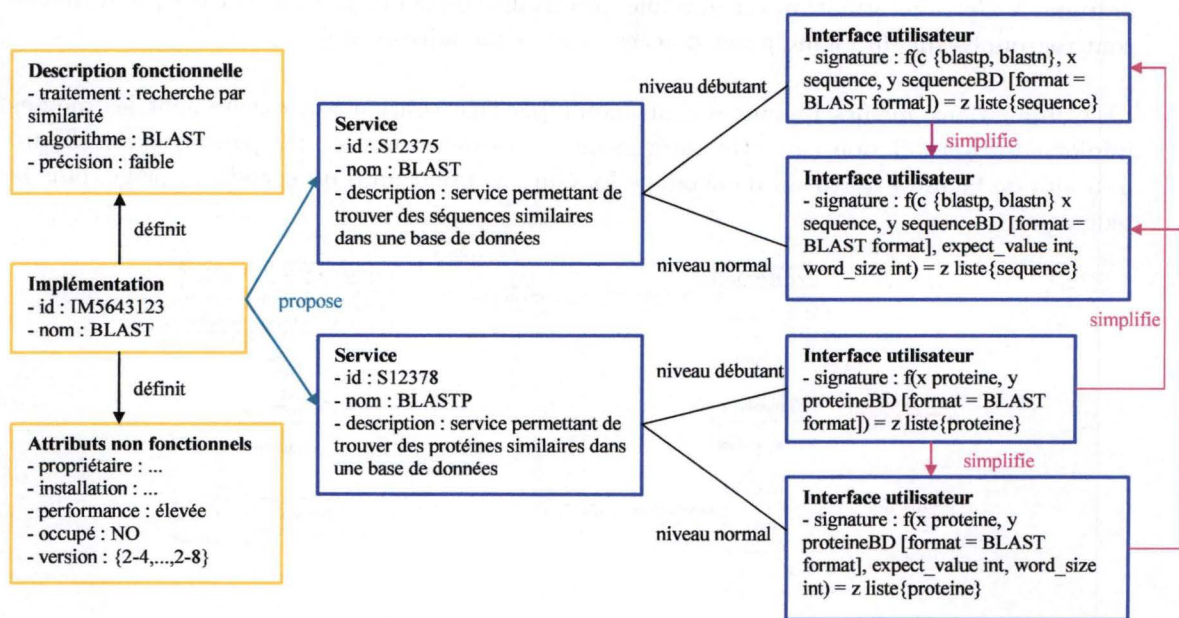 Description fonctionnelle
- traitement : recherche par
similarité
- algorithme : BLAST
- précision : faible
définit
Implémentation
- id : IM5643123
- nom : BLAST
définit
Attributs non fonctionnels
- propriétaire : ...
- installation : ...
- performance : élevée
- occupé : NO
- version : {2-4,...,2-8}
propose
Service
- id : S12375
- nom : BLAST
- description : service permettant de
trouver des séquences similaires
dans une base de données
Service
- id : S12378
- nom : BLASTP
- description : service permettant de
trouver des protéines similaires dans
une base de données
niveau débutant
niveau normal
niveau débutant
niveau normal
Interface utilisateur
- signature : f(c {blastp, blastn}, x
sequence, y sequenceBD [format =
BLAST format]) = z liste{sequence}
simplifie
Interface utilisateur
- signature : f(c {blastp, blastn} x
sequence, y sequenceBD [format =
BLAST format], expect_value int,
word_size int) = z liste{sequence}
simplifie
Interface utilisateur
- signature : f(x proteine, y
proteineBD [format = BLAST
format]) = z liste{proteine}
simplifie
Interface utilisateur
- signature : f(x proteine, y
proteineBD [format = BLAST
format], expect_value int, word_size
int) = z liste{proteine}